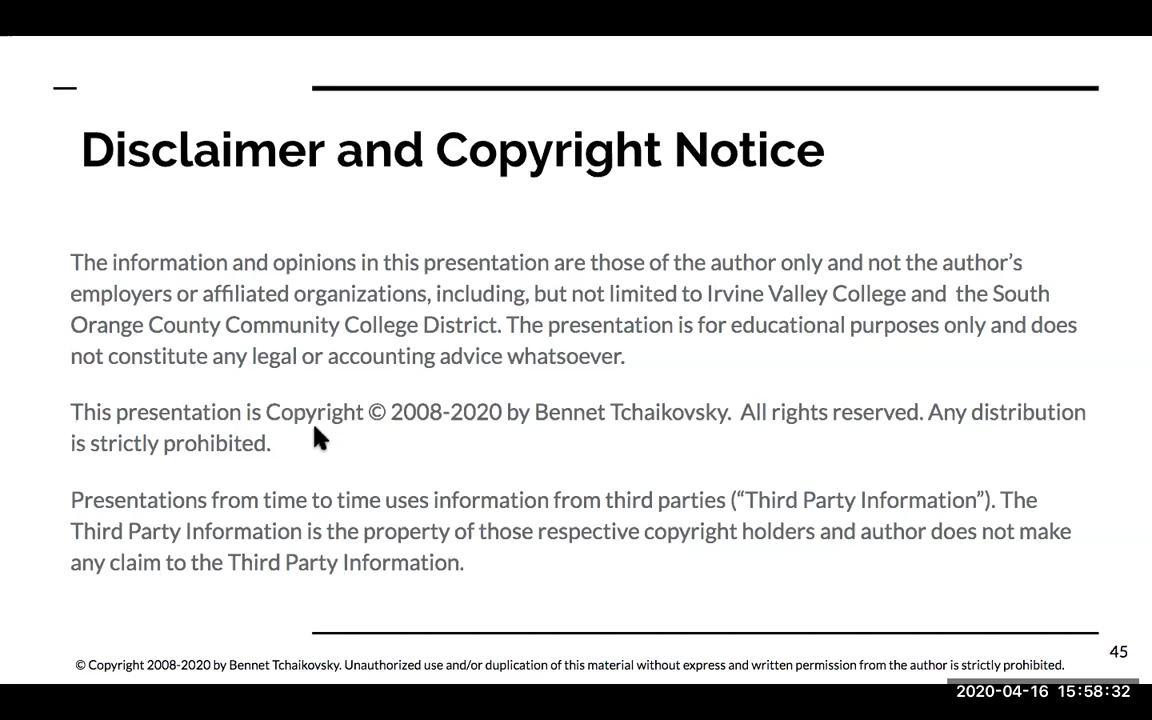 Disclaimer and Copyright Notice
The information and opinions in this presentation are those of the author only and not the author’s
employers or affiliated organizations, including, but not limited to Irvine Valley College and  the South
Orange County Community College District. The presentation is for educational purposes only and does
not constitute any legal or accounting advice whatsoever.
This presentation is Copyright © 2008-2020 by Bennet Tchaikovsky.  All rights reserved. Any distribution
is strictly prohibited.
Presentations from time to time uses information from third parties (“Third Party Information”). The
Third Party Information is the property of those respective copyright holders and author does not make
any claim to the Third Party Information.
45
© Copyright 2008-2020 by Bennet Tchaikovsky. Unauthorized use and/or duplication of this material without express and written permission from the author is strictly prohibited.
2020-04-16 15:58:32